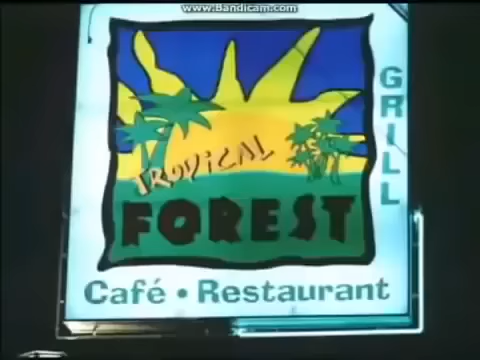 www.Bandicam.com
TROPICAL
FOREST
GRILL
Café • Restaurant